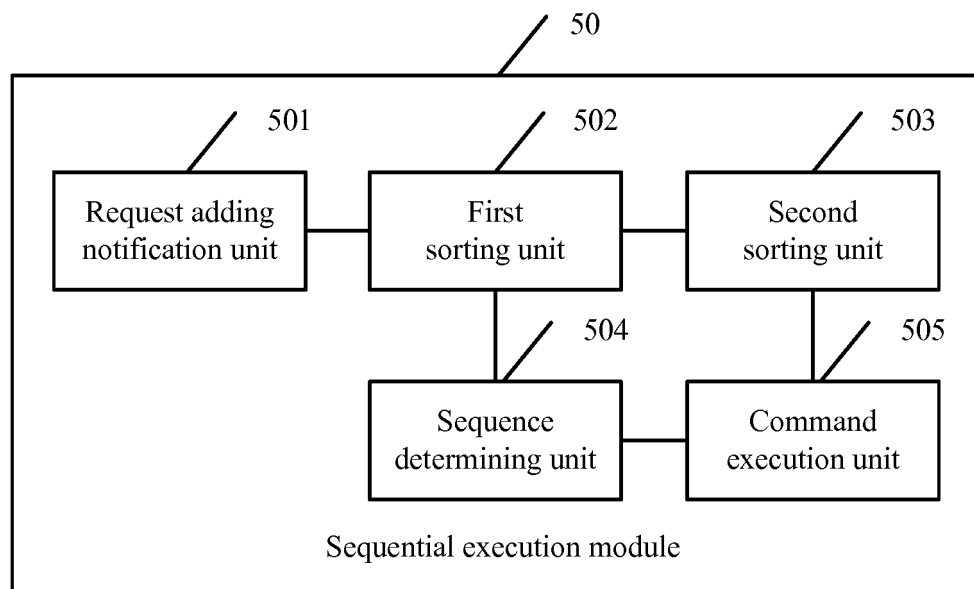 50
501
502
503
Request adding
notification unit
First
sorting unit
Second
sorting unit
504
505
Sequence
determining unit
Command
execution unit
Sequential execution module